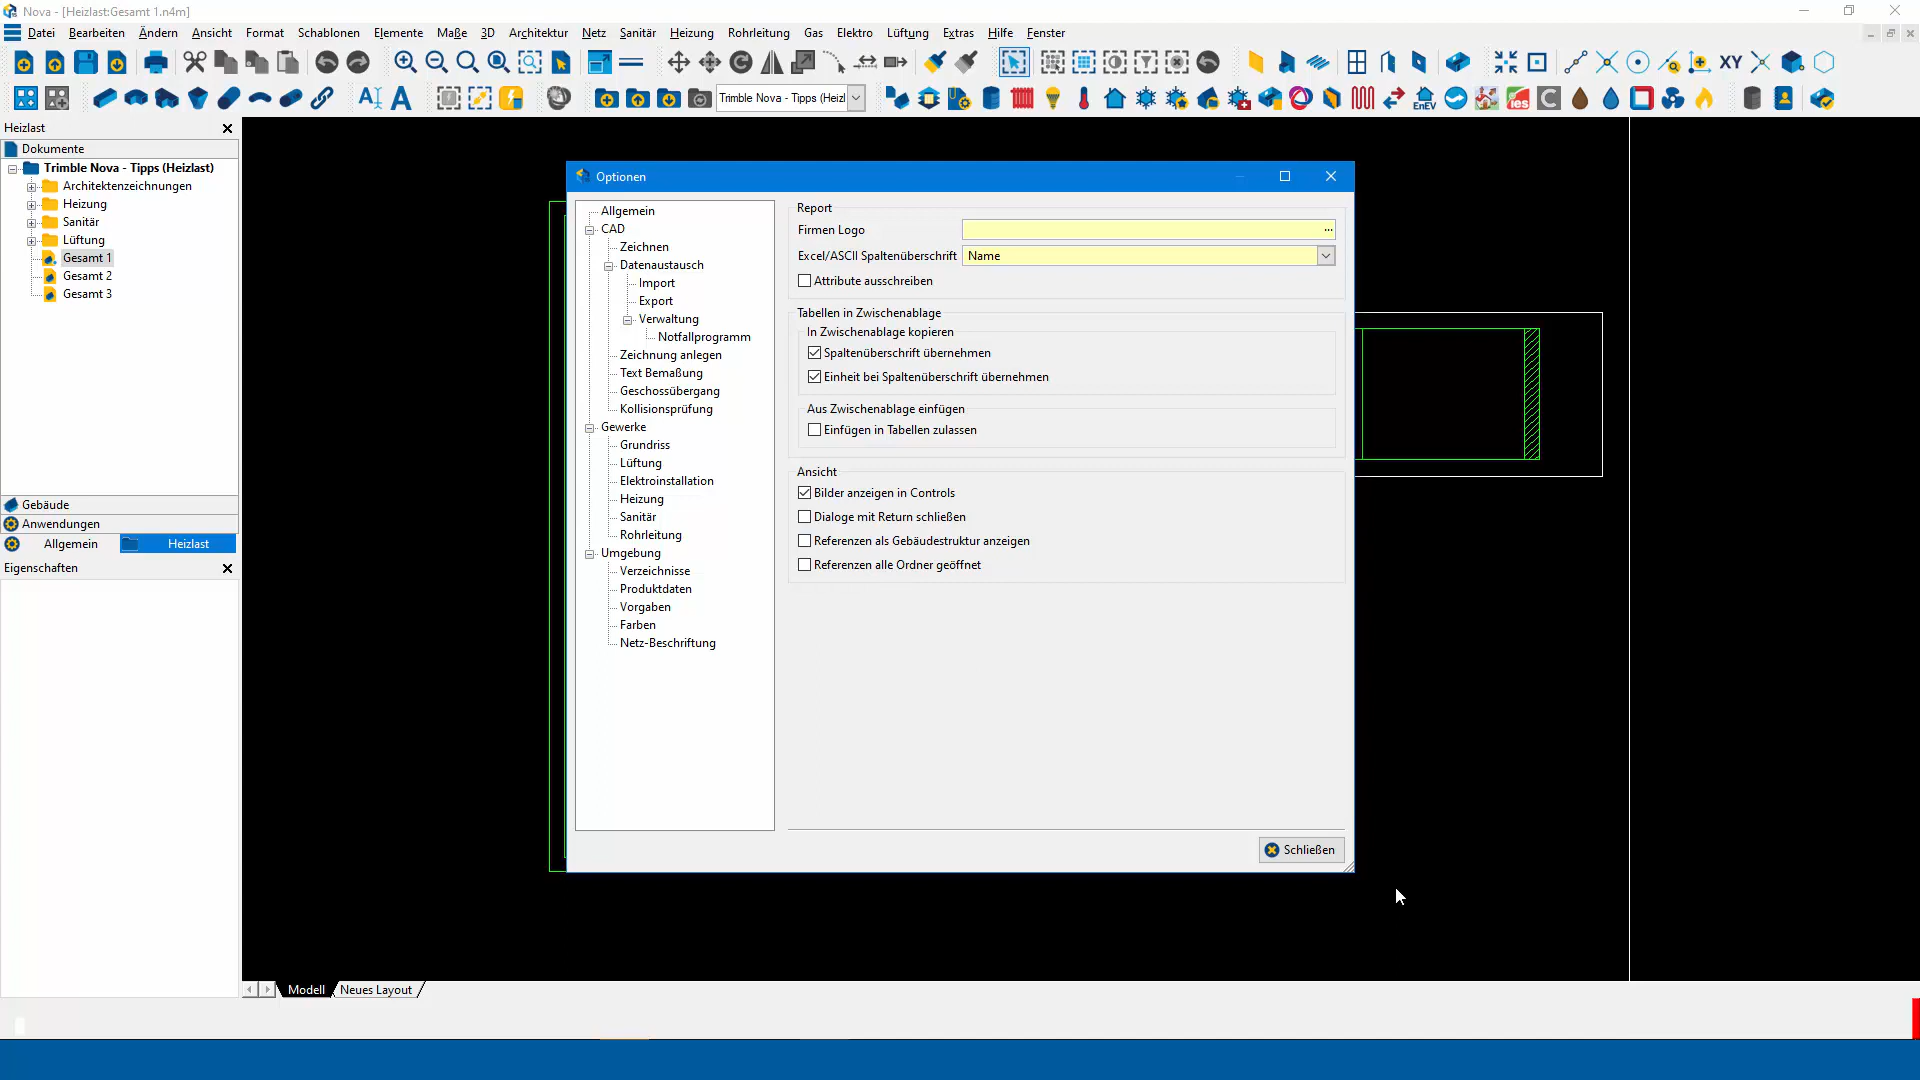 Nova - [Heizlast:Gesamt 1.n4m]
Datei Bearbeiten Ändern Ansicht Format Schablonen Elemente Maße 3D Architektur Netz Sanitär Heizung Rohrleitung Gas Elektro Lüftung Extras Hilfe Fenster
XY
Trimble Nova - Tipps (Heizl
EnEV
ies
Heizlast
Dokumente
Trimble Nova - Tipps (Heizlast)
Architektenzeichnungen
Heizung
Sanitär
Lüftung
Gesamt 1
Gesamt 2
Gesamt 3
Gebäude
Anwendungen
Allgemein Heizlast
Eigenschaften
Optionen
Allgemein
CAD
Zeichnen
Datenaustausch
Import
Export
Verwaltung
Notfallprogramm
Zeichnung anlegen
Text Bemaßung
Geschossübergang
Kollisionsprüfung
Gewerke
Grundriss
Lüftung
Elektroinstallation
Heizung
Sanitär
Rohrleitung
Umgebung
Verzeichnisse
Produktdaten
Vorgaben
Farben
Netz-Beschriftung
Report
Firmen Logo ...
Excel/ASCII Spaltenüberschrift Name
Attribute ausschreiben
Tabellen in Zwischenablage
In Zwischenablage kopieren
Spaltenüberschrift übernehmen
Einheit bei Spaltenüberschrift übernehmen
Aus Zwischenablage einfügen
Einfügen in Tabellen zulassen
Ansicht
Bilder anzeigen in Controls
Dialoge mit Return schließen
Referenzen als Gebäudestruktur anzeigen
Referenzen alle Ordner geöffnet
Schließen
Modell Neues Layout